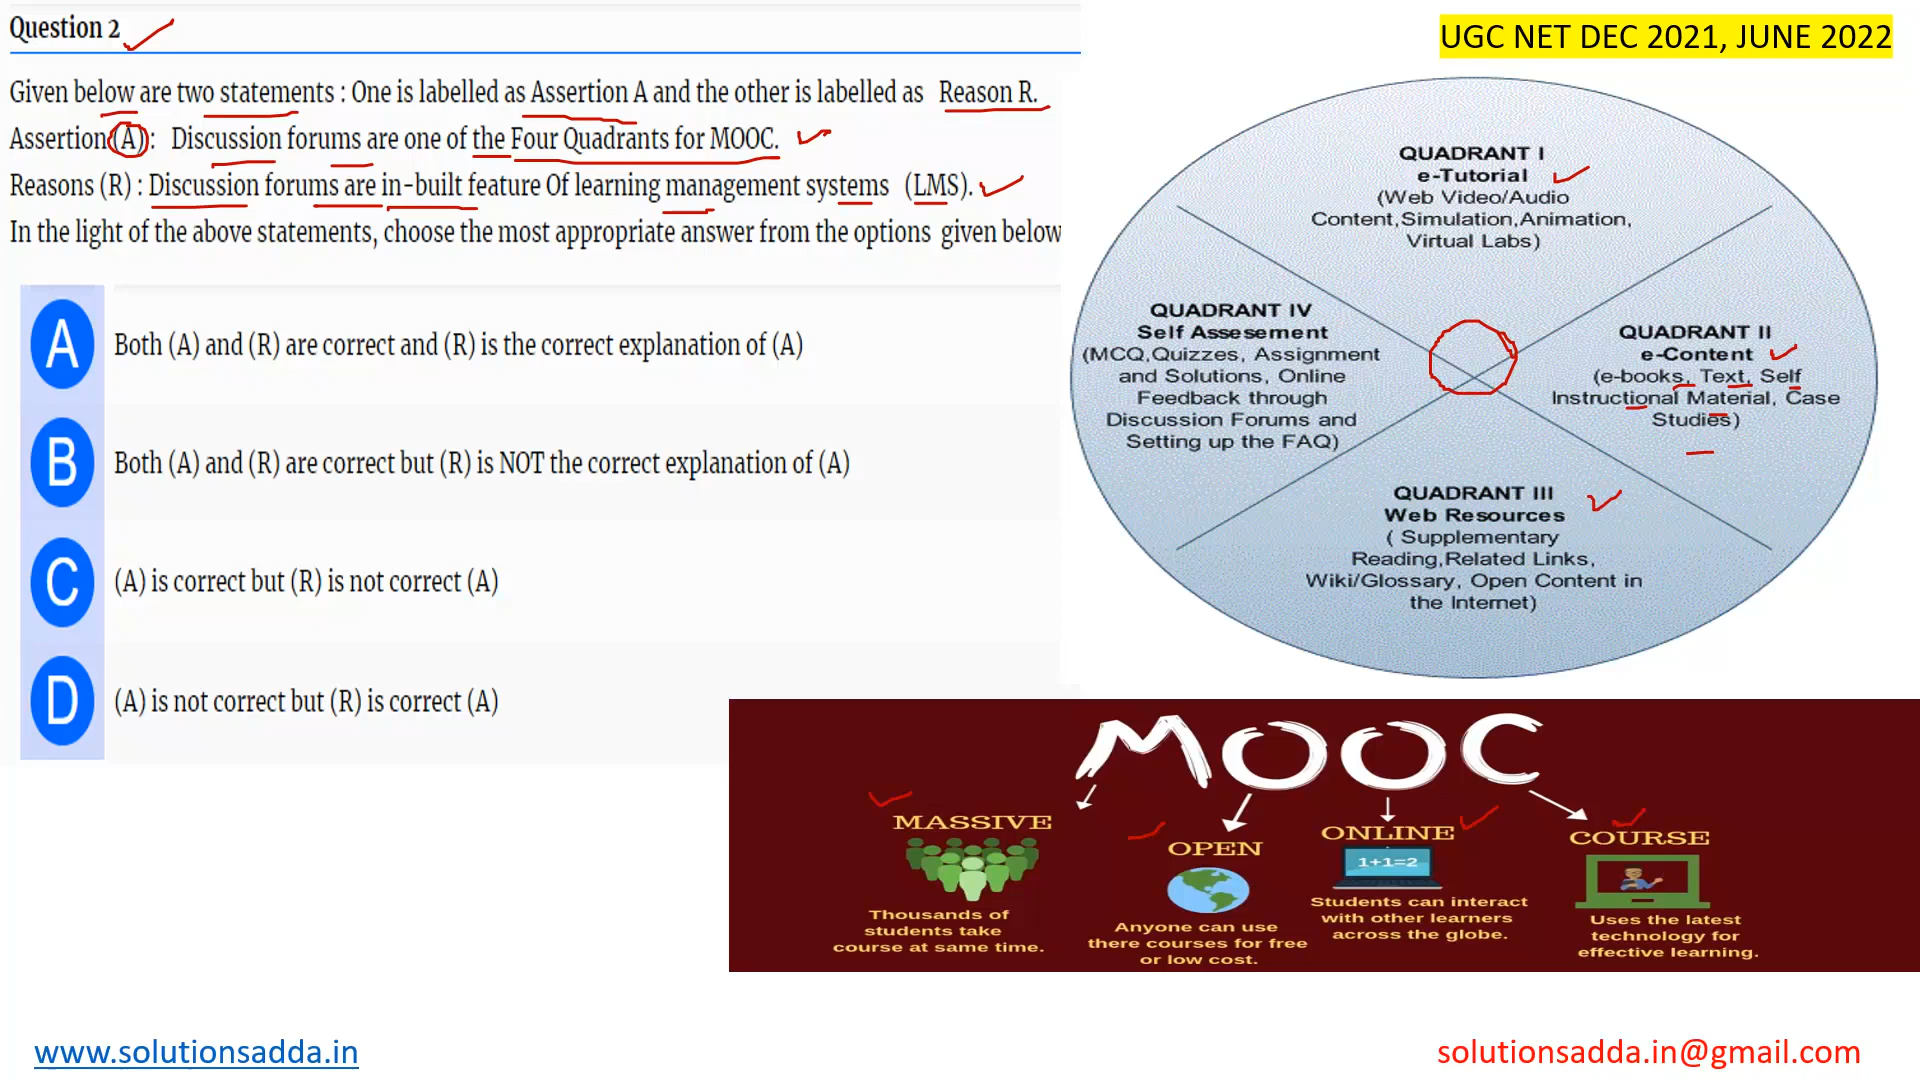 Question 2
UGC NET DEC 2021, JUNE 2022
Given below are two statements : One is labelled as Assertion A and the other is labelled as Reason R.
Assertion (A) : Discussion forums are one of the Four Quadrants for MOOC.
Reasons (R) : Discussion forums are in-built feature Of learning management systems (LMS).
In the light of the above statements, choose the most appropriate answer from the options given below
A
Both (A) and (R) are correct and (R) is the correct explanation of (A)
B
Both (A) and (R) are correct but (R) is NOT the correct explanation of (A)
C
(A) is correct but (R) is not correct (A)
D
(A) is not correct but (R) is correct (A)
QUADRANT I
e-Tutorial
(Web Video/Audio
Content,Simulation,Animation,
Virtual Labs)
QUADRANT IV
Self Assesement
(MCQ,Quizzes, Assignment
and Solutions, Online
Feedback through
Discussion Forums and
Setting up the FAQ)
QUADRANT II
e-Content
(e-books, Text, Self
Instructional Material, Case
Studies)
QUADRANT III
Web Resources
( Supplementary
Reading,Related Links,
Wiki/Glossary, Open Content in
the Internet)
MOOC
MASSIVE
Thousands of
students take
course at same time.
OPEN
Anyone can use
there courses for free
or low cost.
ONLINE
1+1=2
Students can interact
with other learners
across the globe.
COURSE
Uses the latest
technology for
effective learning.
www.solutionsadda.in
solutionsadda.in@gmail.com